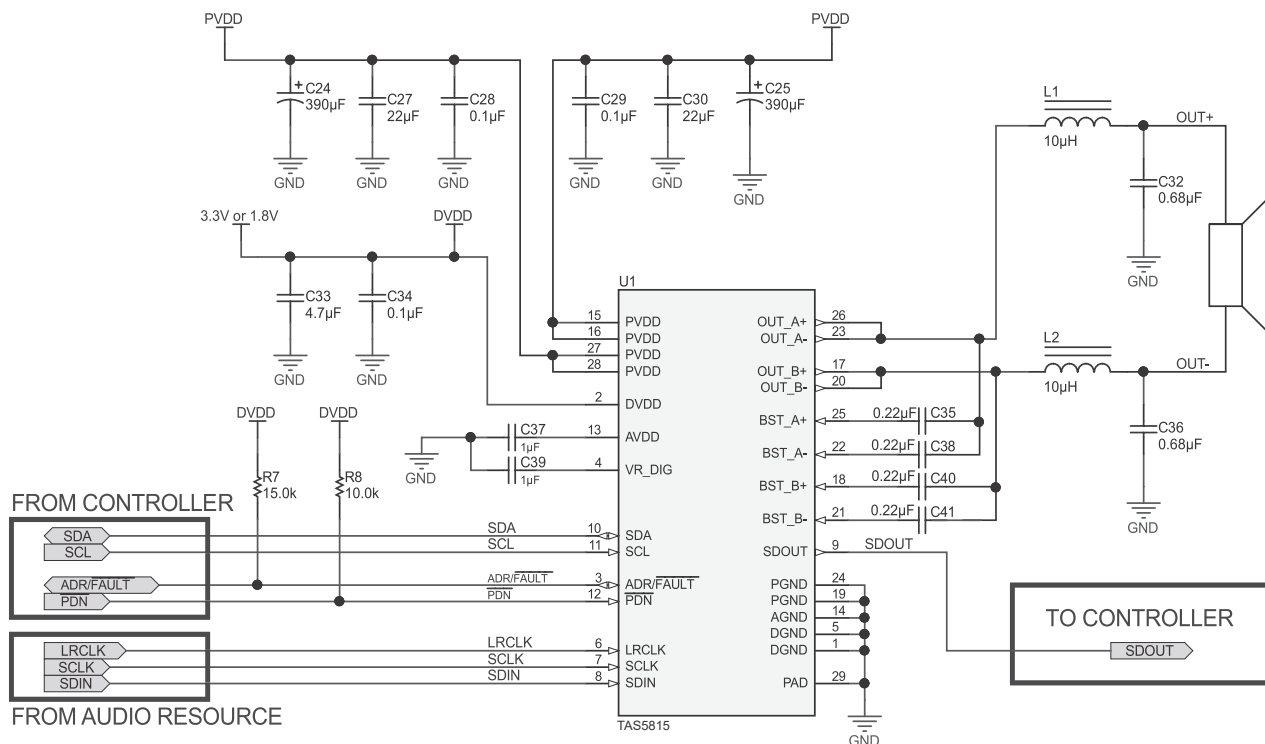 PVDD
PVDD
C24
390µF
C27
22µF
C28
0.1µF
C29
0.1µF
C30
22µF
C25
390µF
GND
GND
GND
GND
GND
GND
L1
10µH
OUT+
C32
0.68µF
GND
3.3V or 1.8V
DVDD
C33
4.7µF
C34
0.1µF
GND
GND
U1
15 PVDD
16 PVDD
27 PVDD
28 PVDD
2 DVDD
13 AVDD
4 VR_DIG
10 SDA
11 SCL
3 ADR/FAULT
12 PDN
6 LRCLK
7 SCLK
8 SDIN
OUT_A+ 26
OUT_A- 23
OUT_B+ 17
OUT_B- 20
BST_A+ 25
BST_A- 22
BST_B+ 18
BST_B- 21
SDOUT 9
PGND 24
PGND 19
AGND 14
DGND 5
DGND 1
PAD 29
TAS5815
L2
10µH
OUT-
C36
0.68µF
GND
0.22µF C35
0.22µF C38
0.22µF C40
0.22µF C41
SDOUT
GND
C37
1µF
C39
1µF
GND
DVDD
DVDD
R7
15.0k
R8
10.0k
FROM CONTROLLER
SDA
SCL
ADR/FAULT
PDN
SDA
SCL
ADR/FAULT
PDN
LRCLK
SCLK
SDIN
LRCLK
SCLK
SDIN
FROM AUDIO RESOURCE
TO CONTROLLER
SDOUT